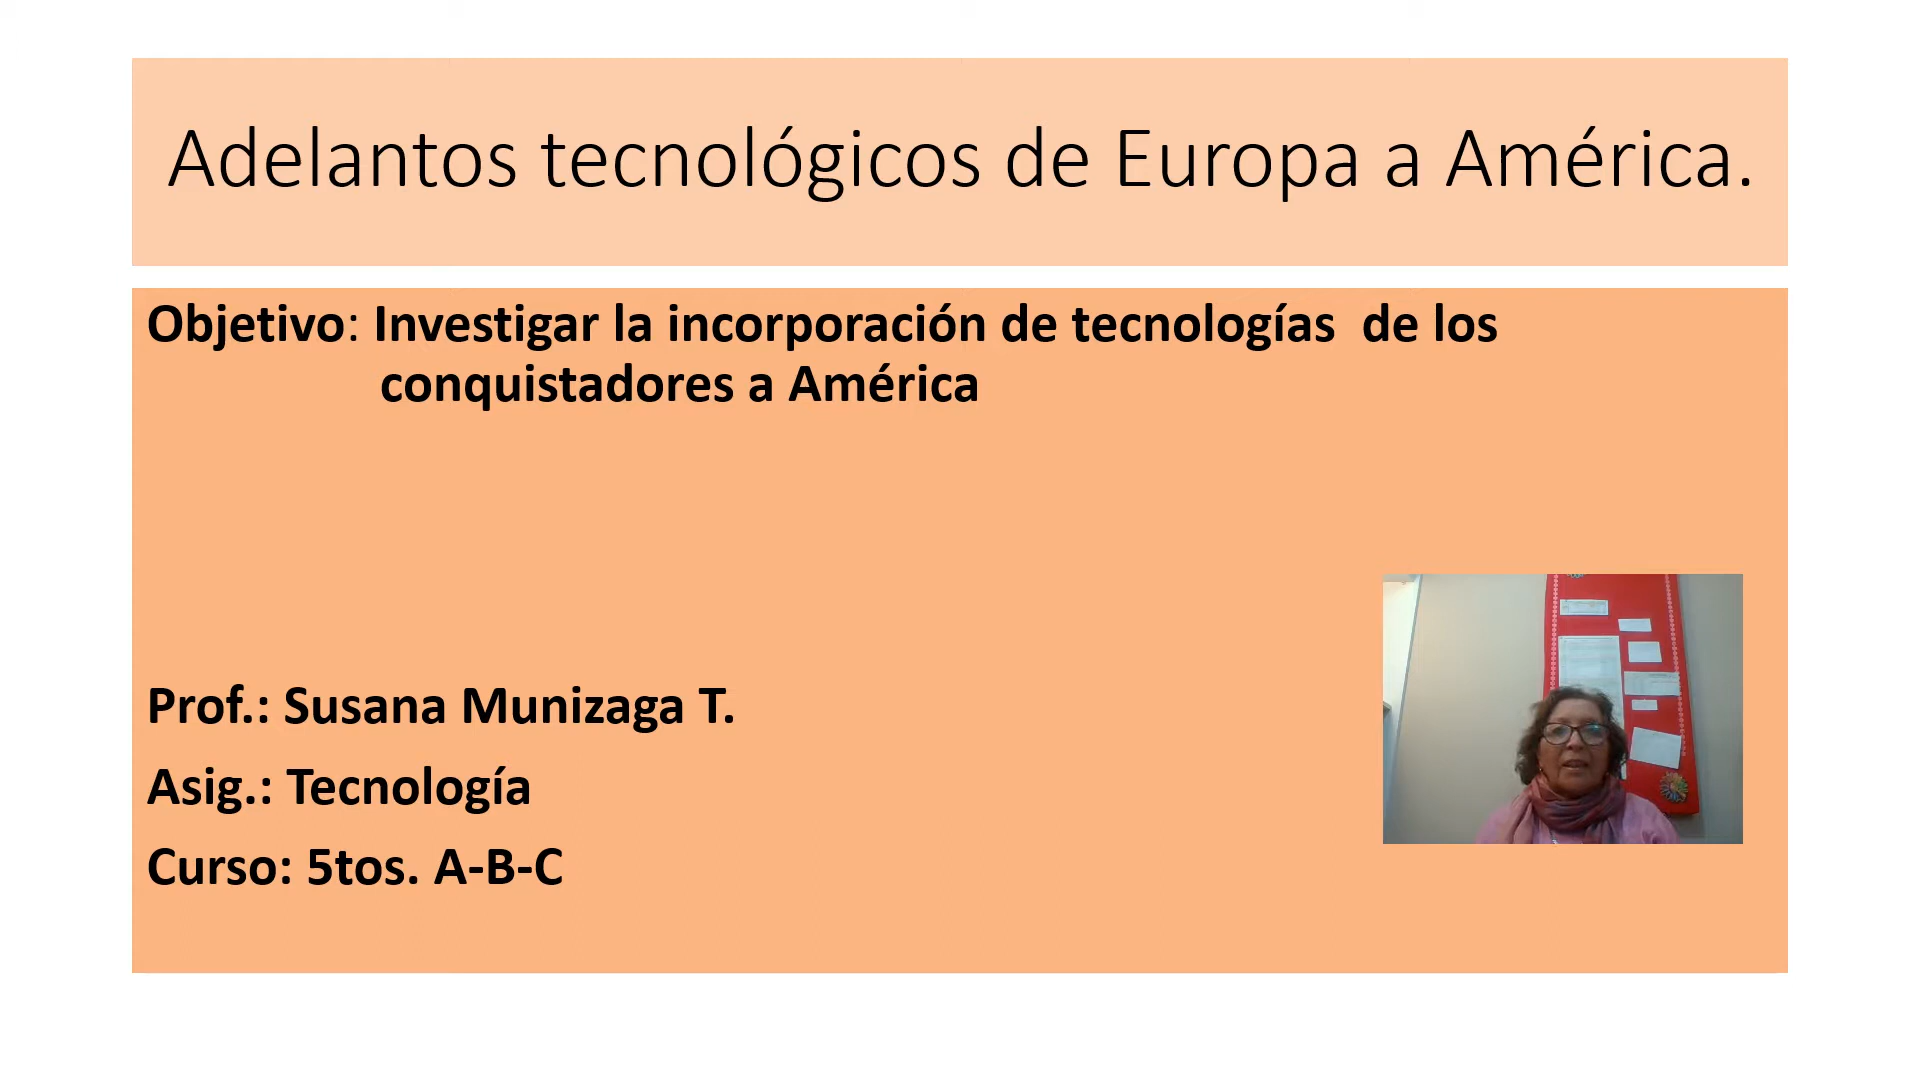 Adelantos tecnológicos de Europa a América.
Objetivo: Investigar la incorporación de tecnologías de los
conquistadores a América
Prof.: Susana Munizaga T.
Asig.: Tecnología
Curso: 5tos. A-B-C